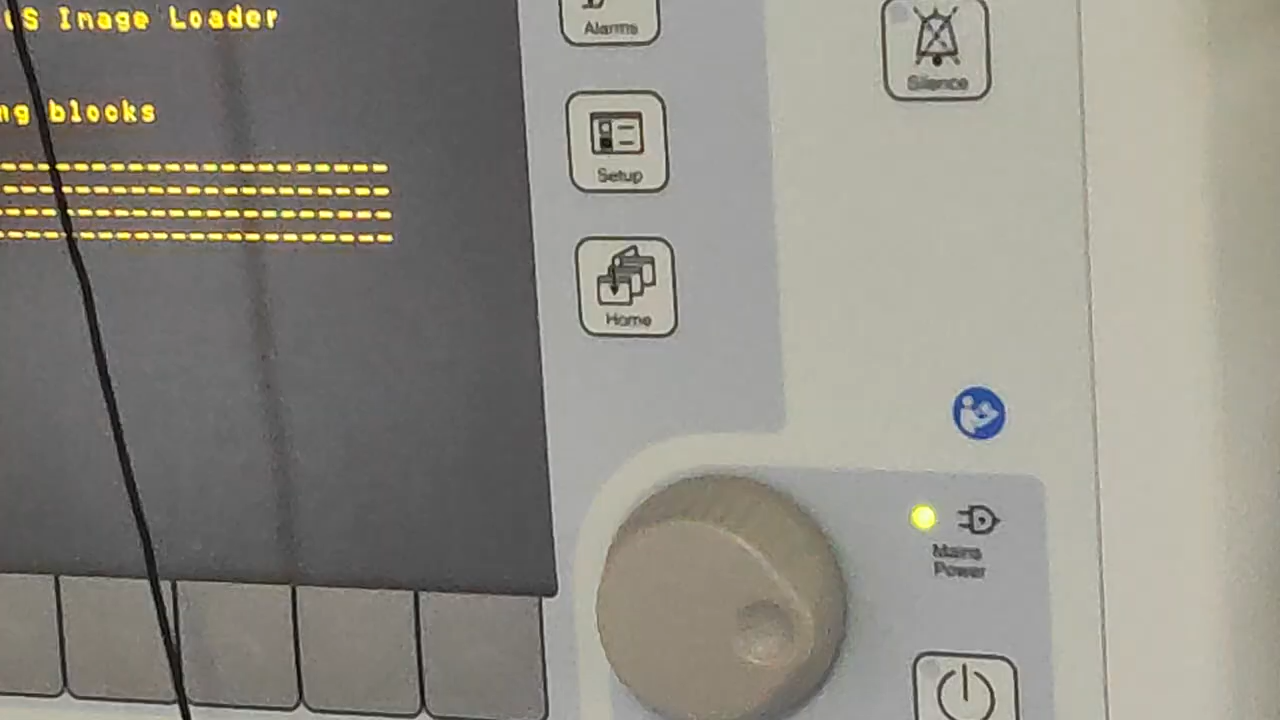 S Image Loader
ng blocks
Alarms
Setup
Home
Silence
Mains
Power